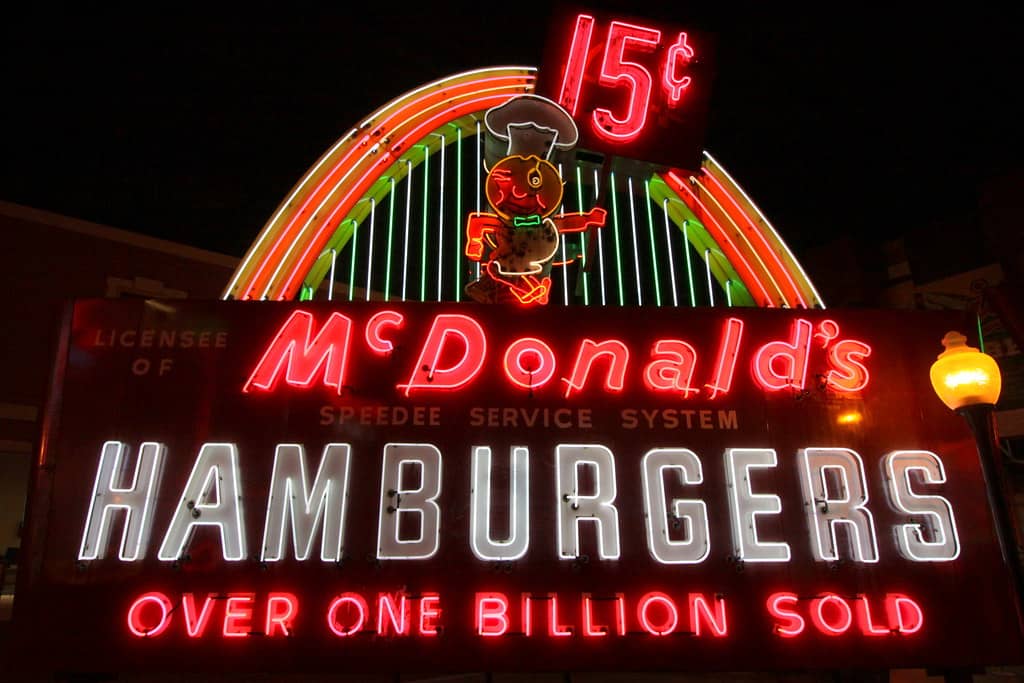 15¢
LICENSEE
OF
McDonald's
SPEEDEE SERVICE SYSTEM
HAMBURGERS
OVER ONE BILLION SOLD